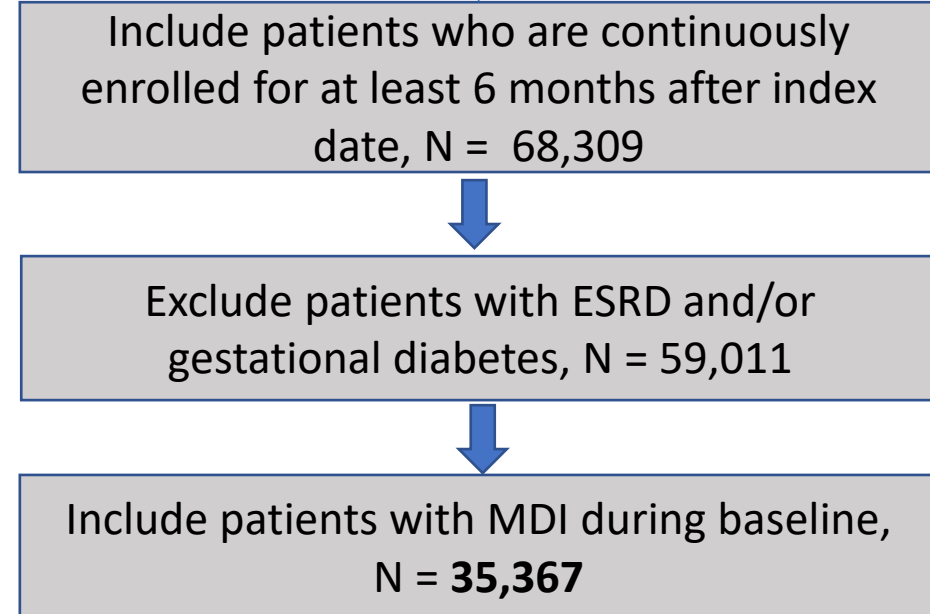 Include patients who are continuously
enrolled for at least 6 months after index
date, N =  68,309
Exclude patients with ESRD and/or
gestational diabetes, N = 59,011
Include patients with MDI during baseline,
N = 35,367